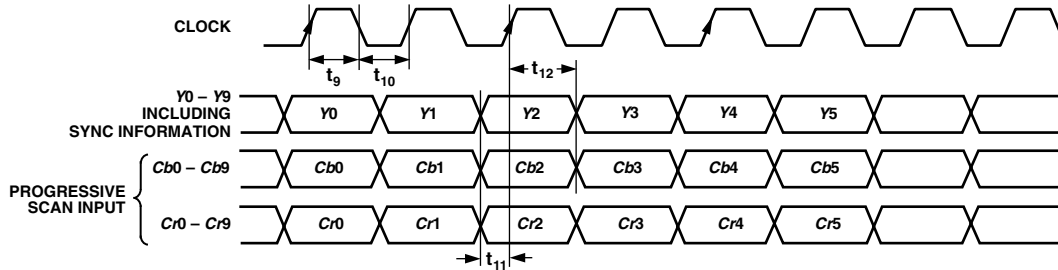 CLOCK
t9 t10 t12
Y0 – Y9
INCLUDING
SYNC INFORMATION
Y0 Y1 Y2 Y3 Y4 Y5
PROGRESSIVE
SCAN INPUT
Cb0 – Cb9
Cb0 Cb1 Cb2 Cb3 Cb4 Cb5
Cr0 – Cr9
Cr0 Cr1 Cr2 Cr3 Cr4 Cr5
t11